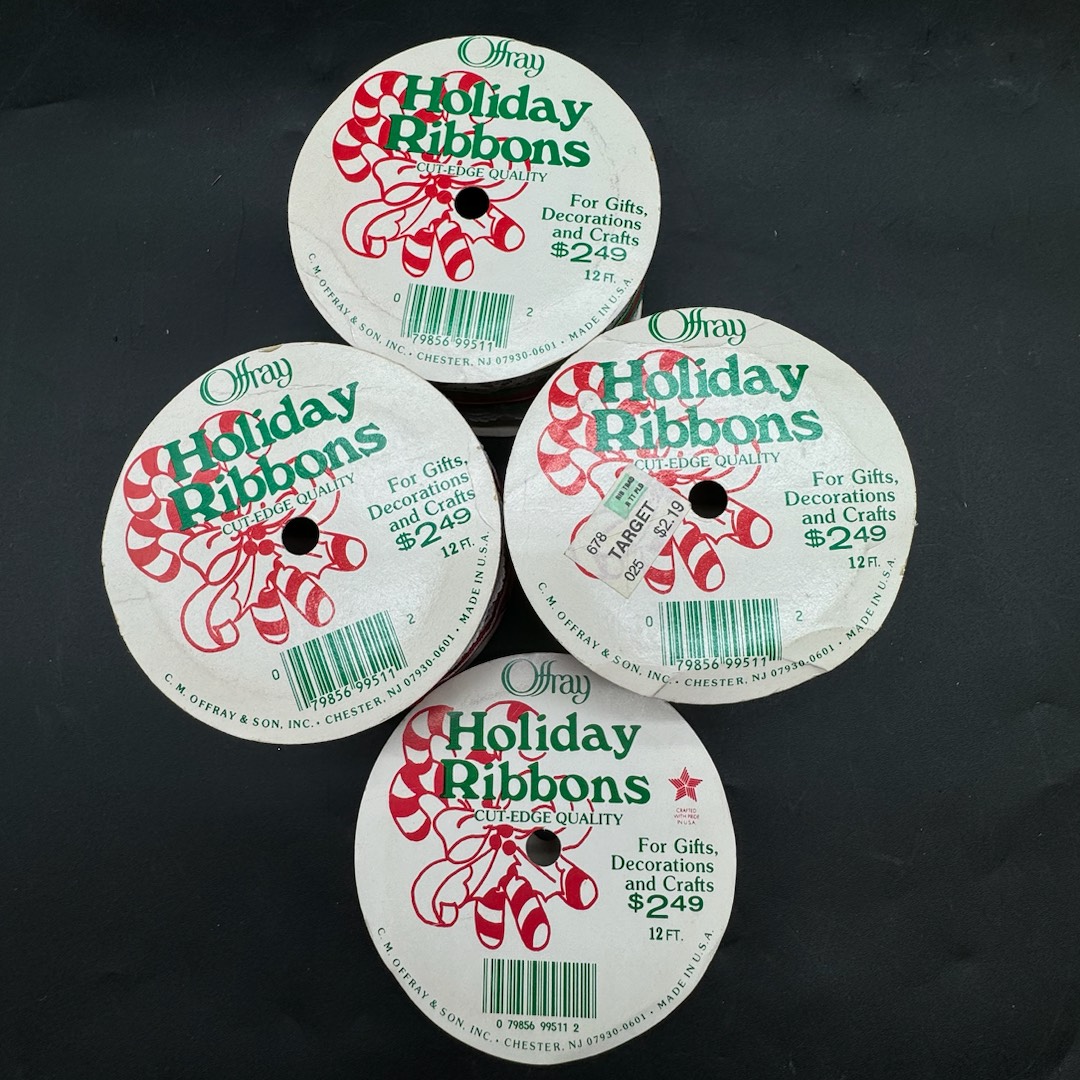 Offray
Holiday
Ribbons
CUT-EDGE QUALITY
For Gifts,
Decorations
and Crafts
$2.49
12 FT.
0 79856 99511 2
C. M. OFFRAY & SON, INC. • CHESTER, NJ 07930-0601 • MADE IN U.S.A.
Offray
Holiday
Ribbons
CUT-EDGE QUALITY
For Gifts,
Decorations
and Crafts
$2.49
12 FT.
0 79856 99511 2
C. M. OFFRAY & SON, INC. • CHESTER, NJ 07930-0601 • MADE IN U.S.A.
Offray
Holiday
Ribbons
CUT-EDGE QUALITY
For Gifts,
Decorations
and Crafts
$2.49
12 FT.
678
TARGET
025 $2.19
0 79856 99511 2
C. M. OFFRAY & SON, INC. • CHESTER, NJ 07930-0601 • MADE IN U.S.A.
Offray
Holiday
Ribbons
CUT-EDGE QUALITY
CRAFTED
WITH PRIDE
IN U.S.A.
For Gifts,
Decorations
and Crafts
$2.49
12 FT.
0 79856 99511 2
C. M. OFFRAY & SON, INC. • CHESTER, NJ 07930-0601 • MADE IN U.S.A.